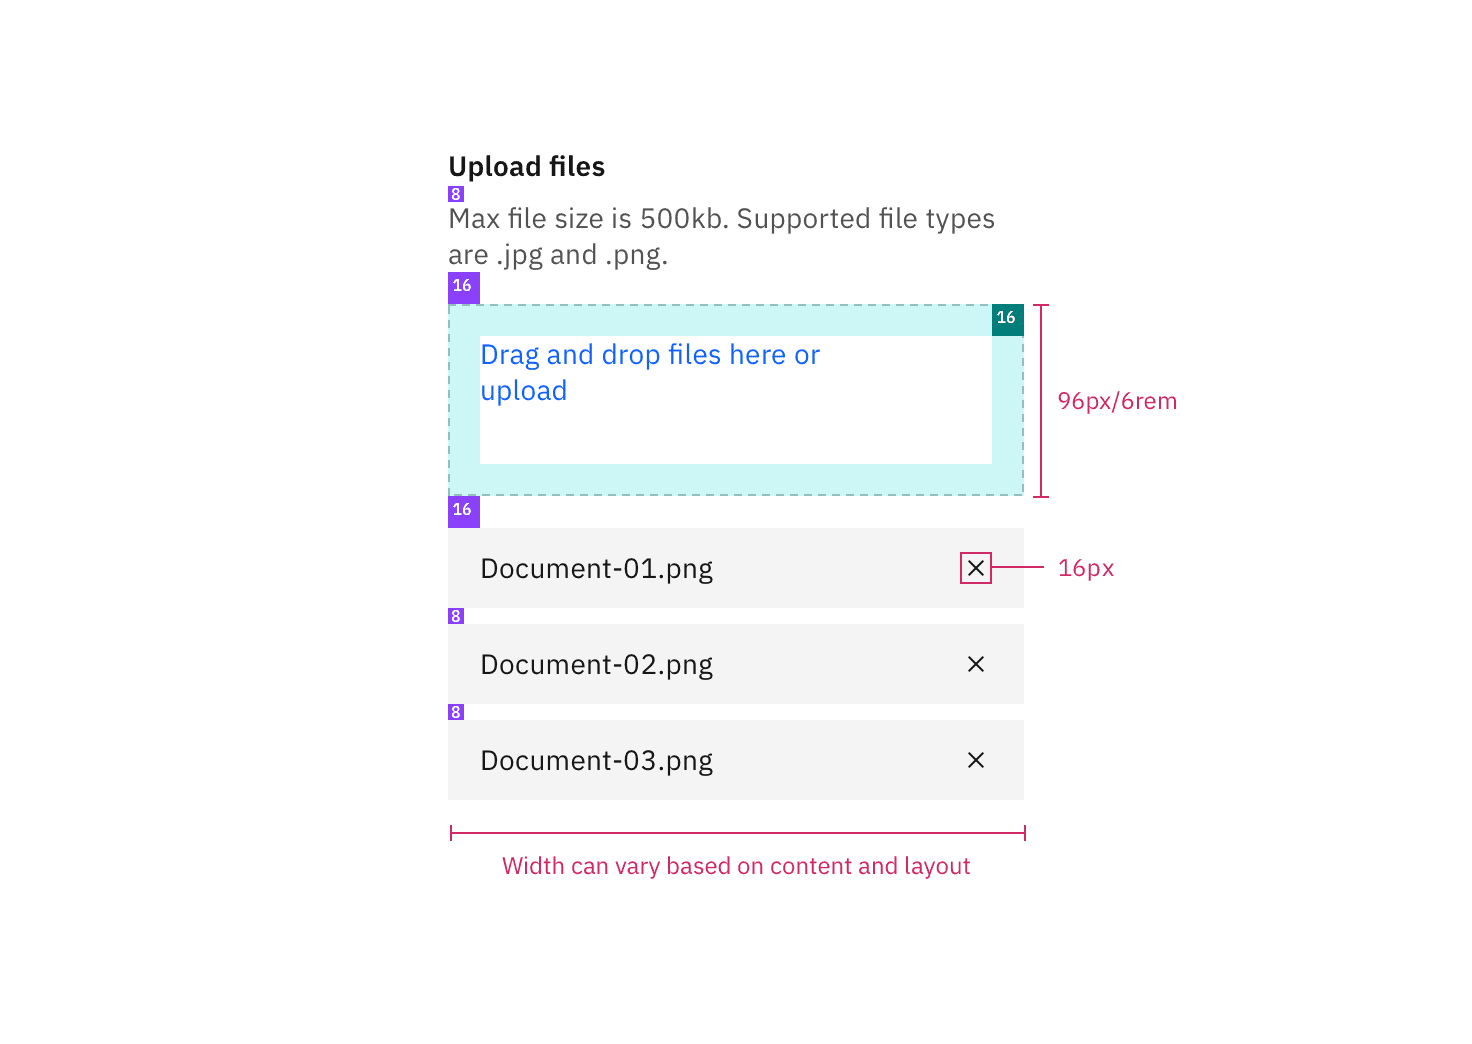 Upload files
8
Max file size is 500kb. Supported file types
are .jpg and .png.
16
16
Drag and drop files here or
upload
96px/6rem
16
Document-01.png
16px
8
Document-02.png
8
Document-03.png
Width can vary based on content and layout